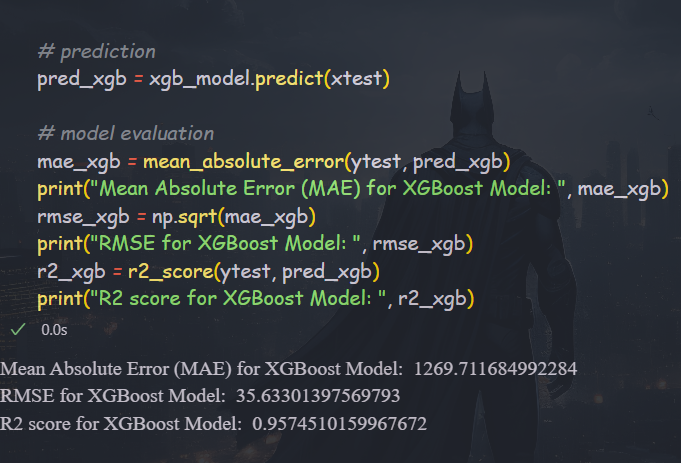 # prediction
pred_xgb = xgb_model.predict(xtest)
# model evaluation
mae_xgb = mean_absolute_error(ytest, pred_xgb)
print("Mean Absolute Error (MAE) for XGBoost Model: ", mae_xgb)
rmse_xgb = np.sqrt(mae_xgb)
print("RMSE for XGBoost Model: ", rmse_xgb)
r2_xgb = r2_score(ytest, pred_xgb)
print("R2 score for XGBoost Model: ", r2_xgb)
0.0s
Mean Absolute Error (MAE) for XGBoost Model:  1269.711684992284
RMSE for XGBoost Model:  35.63301397569793
R2 score for XGBoost Model:  0.9574510159967672